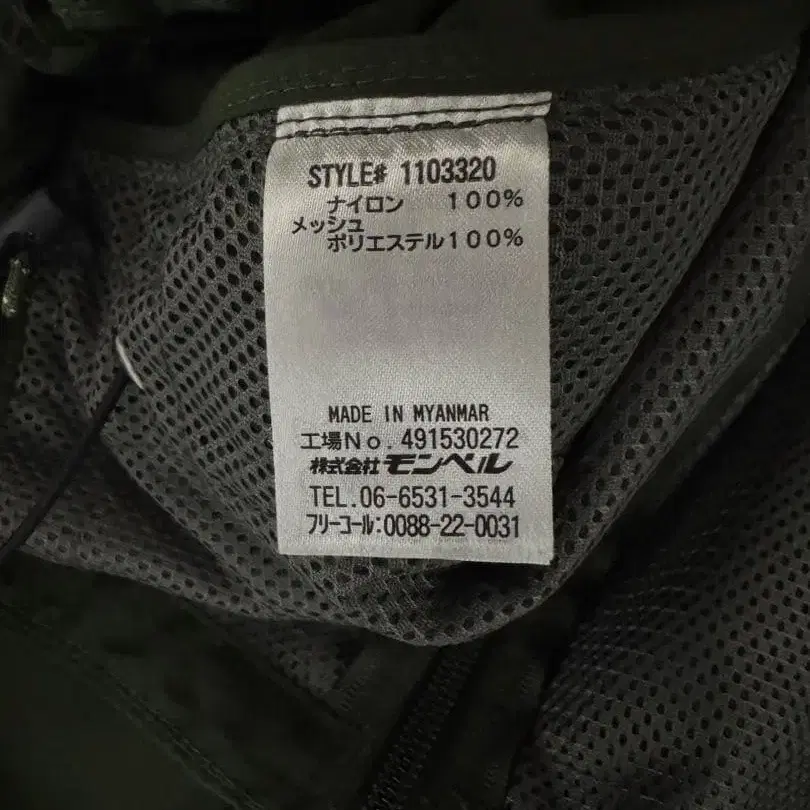 STYLE# 1103320
ナイロン 100%
メッシュ
ポリエステル100%
MADE IN MYANMAR
工場No. 491530272
株式会社 モンベル
TEL.06-6531-3544
フリーコール:0088-22-0031